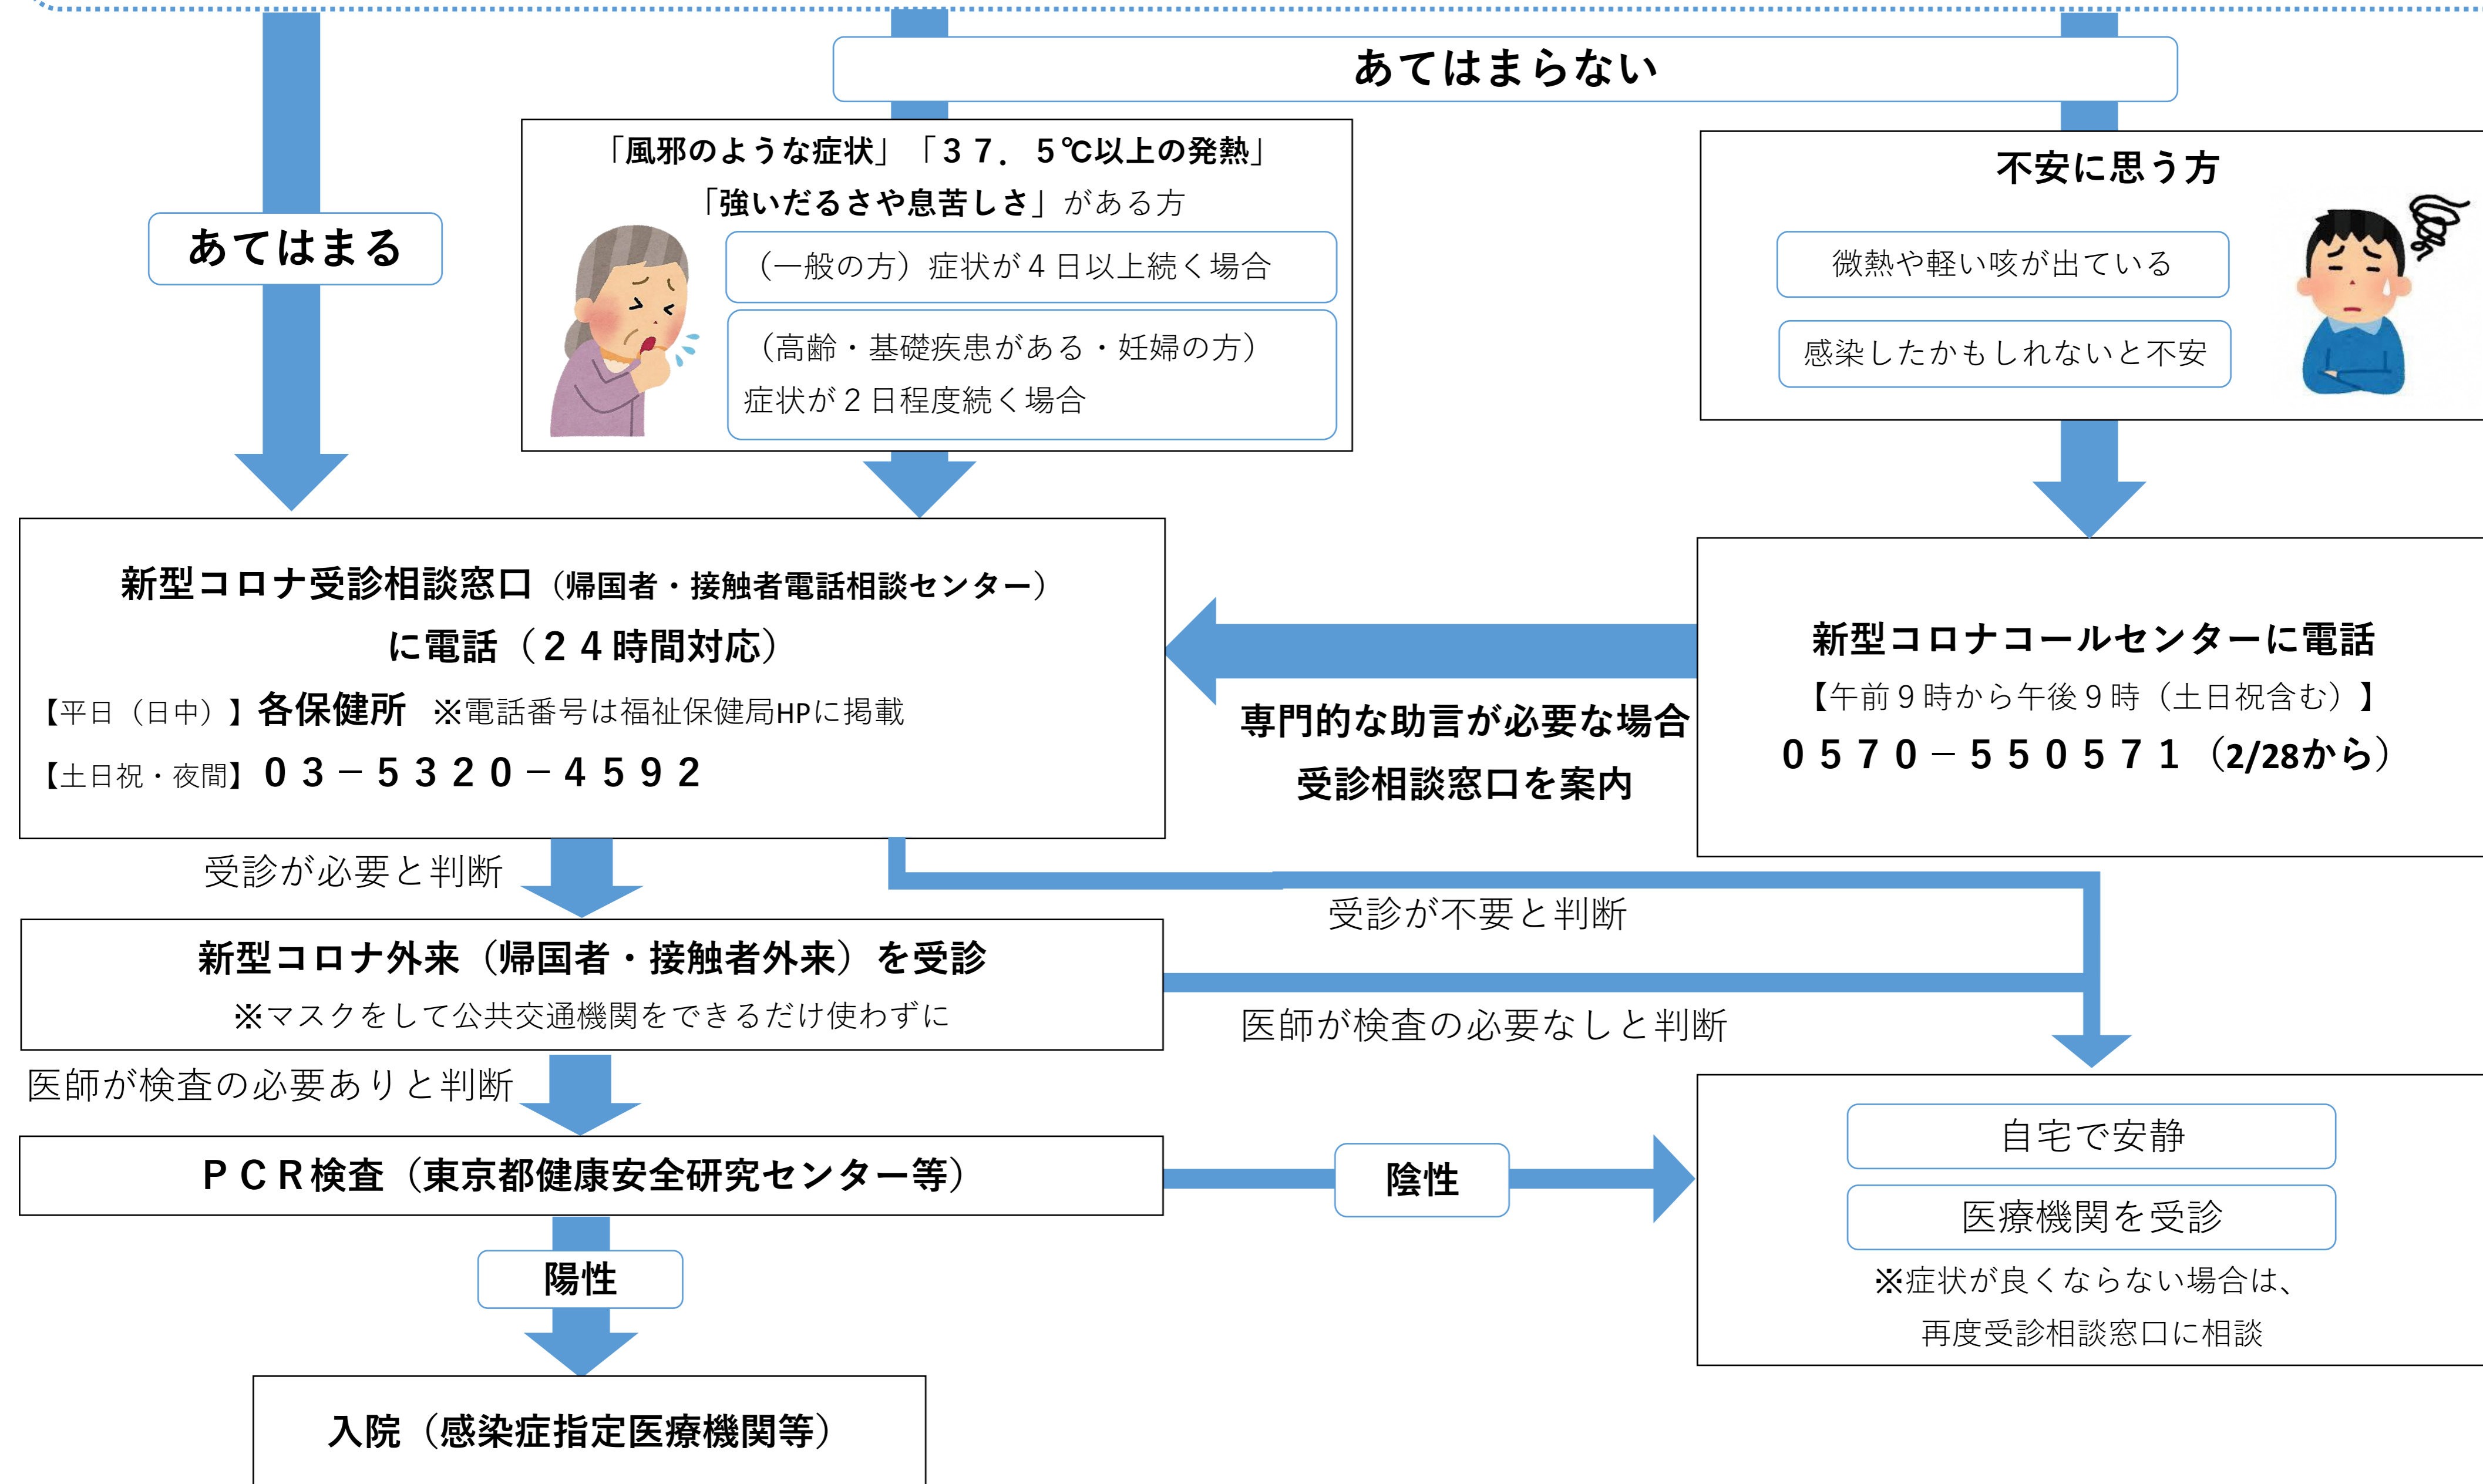 あてはまらない
あてはまる
「風邪のような症状」「３７．５℃以上の発熱」
「強いだるさや息苦しさ」がある方
（一般の方）症状が４日以上続く場合
（高齢・基礎疾患がある・妊婦の方）
症状が２日程度続く場合
不安に思う方
微熱や軽い咳が出ている
感染したかもしれないと不安
新型コロナ受診相談窓口（帰国者・接触者電話相談センター）
に電話（２４時間対応）
【平日（日中）】各保健所　※電話番号は福祉保健局HPに掲載
【土日祝・夜間】０３－５３２０－４５９２
専門的な助言が必要な場合
受診相談窓口を案内
新型コロナコールセンターに電話
【午前９時から午後９時（土日祝含む）】
０５７０－５５０５７１（2/28から）
受診が必要と判断
受診が不要と判断
新型コロナ外来（帰国者・接触者外来）を受診
※マスクをして公共交通機関をできるだけ使わずに
医師が検査の必要なしと判断
医師が検査の必要ありと判断
ＰＣＲ検査（東京都健康安全研究センター等）
陰性
自宅で安静
医療機関を受診
※症状が良くならない場合は、
再度受診相談窓口に相談
陽性
入院（感染症指定医療機関等）